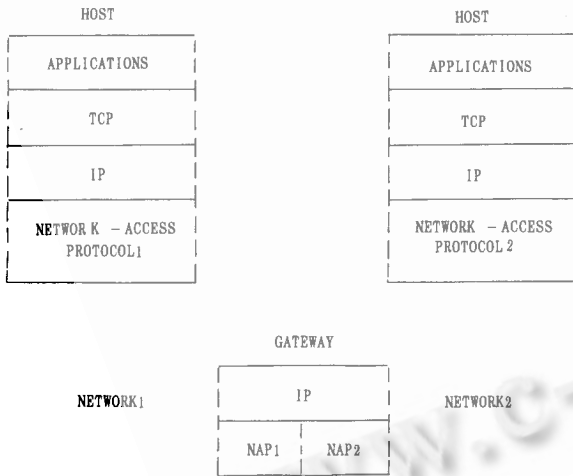 HOST
APPLICATIONS
TCP
IP
NETWORK - ACCESS
PROTOCOL1
HOST
APPLICATIONS
TCP
IP
NETWORK - ACCESS
PROTOCOL 2
GATEWAY
NETWORK1
IP
NETWORK2
NAP1
NAP2